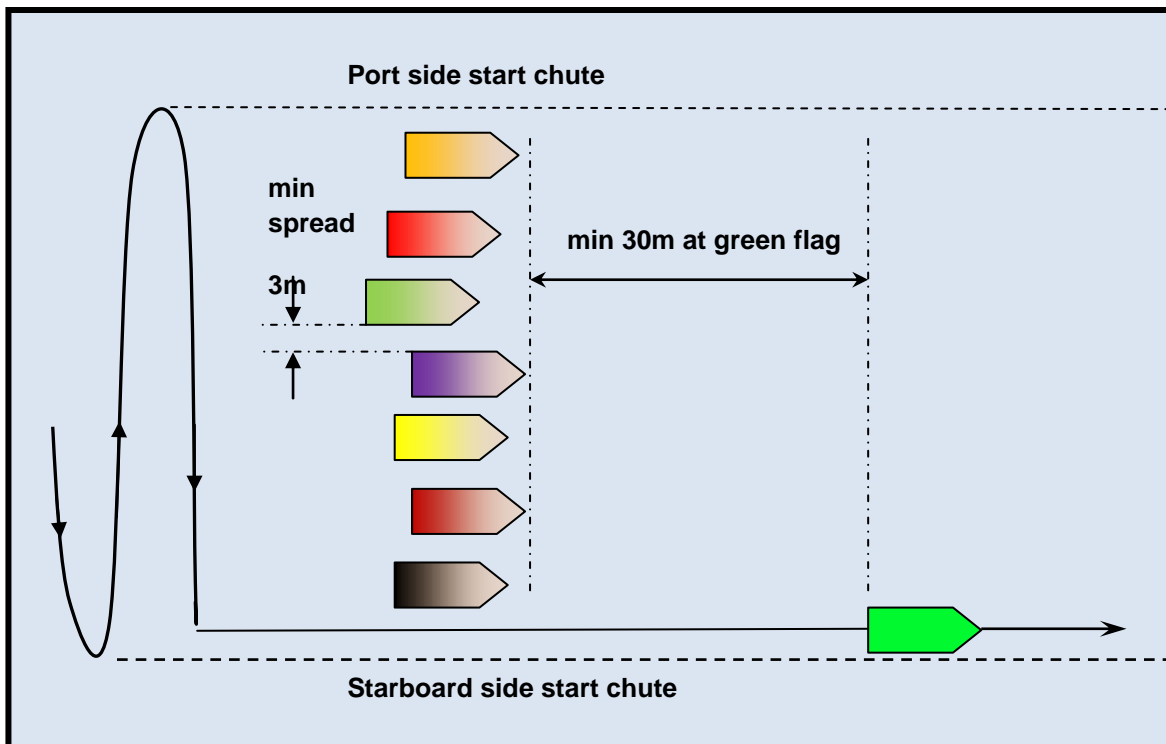 Port side start chute
min
spread
min 30m at green flag
3m
Starboard side start chute